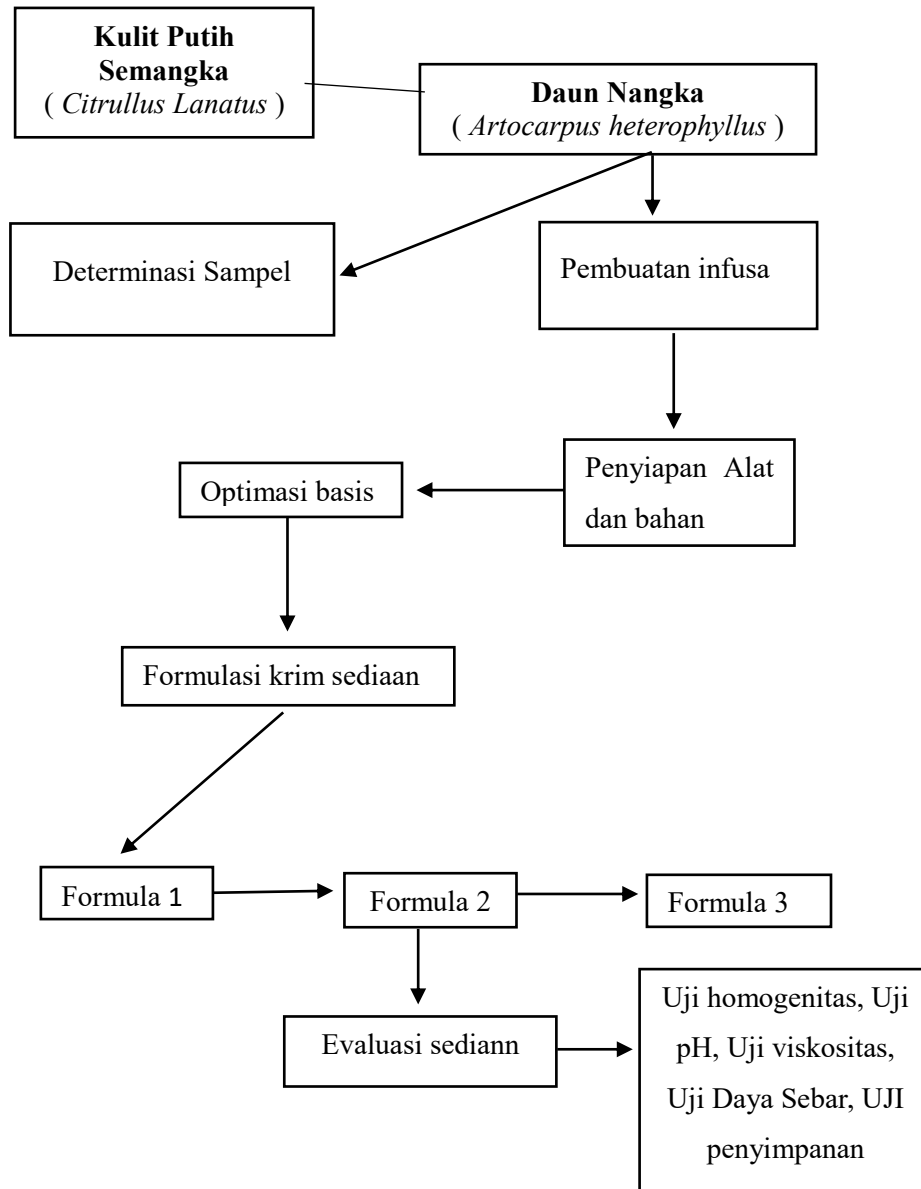 Kulit Putih
Semangka
( Citrullus Lanatus )
Daun Nangka
( Artocarpus heterophyllus )
Determinasi Sampel
Pembuatan infusa
Penyiapan Alat
dan bahan
Optimasi basis
Formulasi krim sediaan
Formula 1
Formula 2
Formula 3
Evaluasi sediann
Uji homogenitas, Uji
pH, Uji viskositas,
Uji Daya Sebar, UJI
penyimpanan